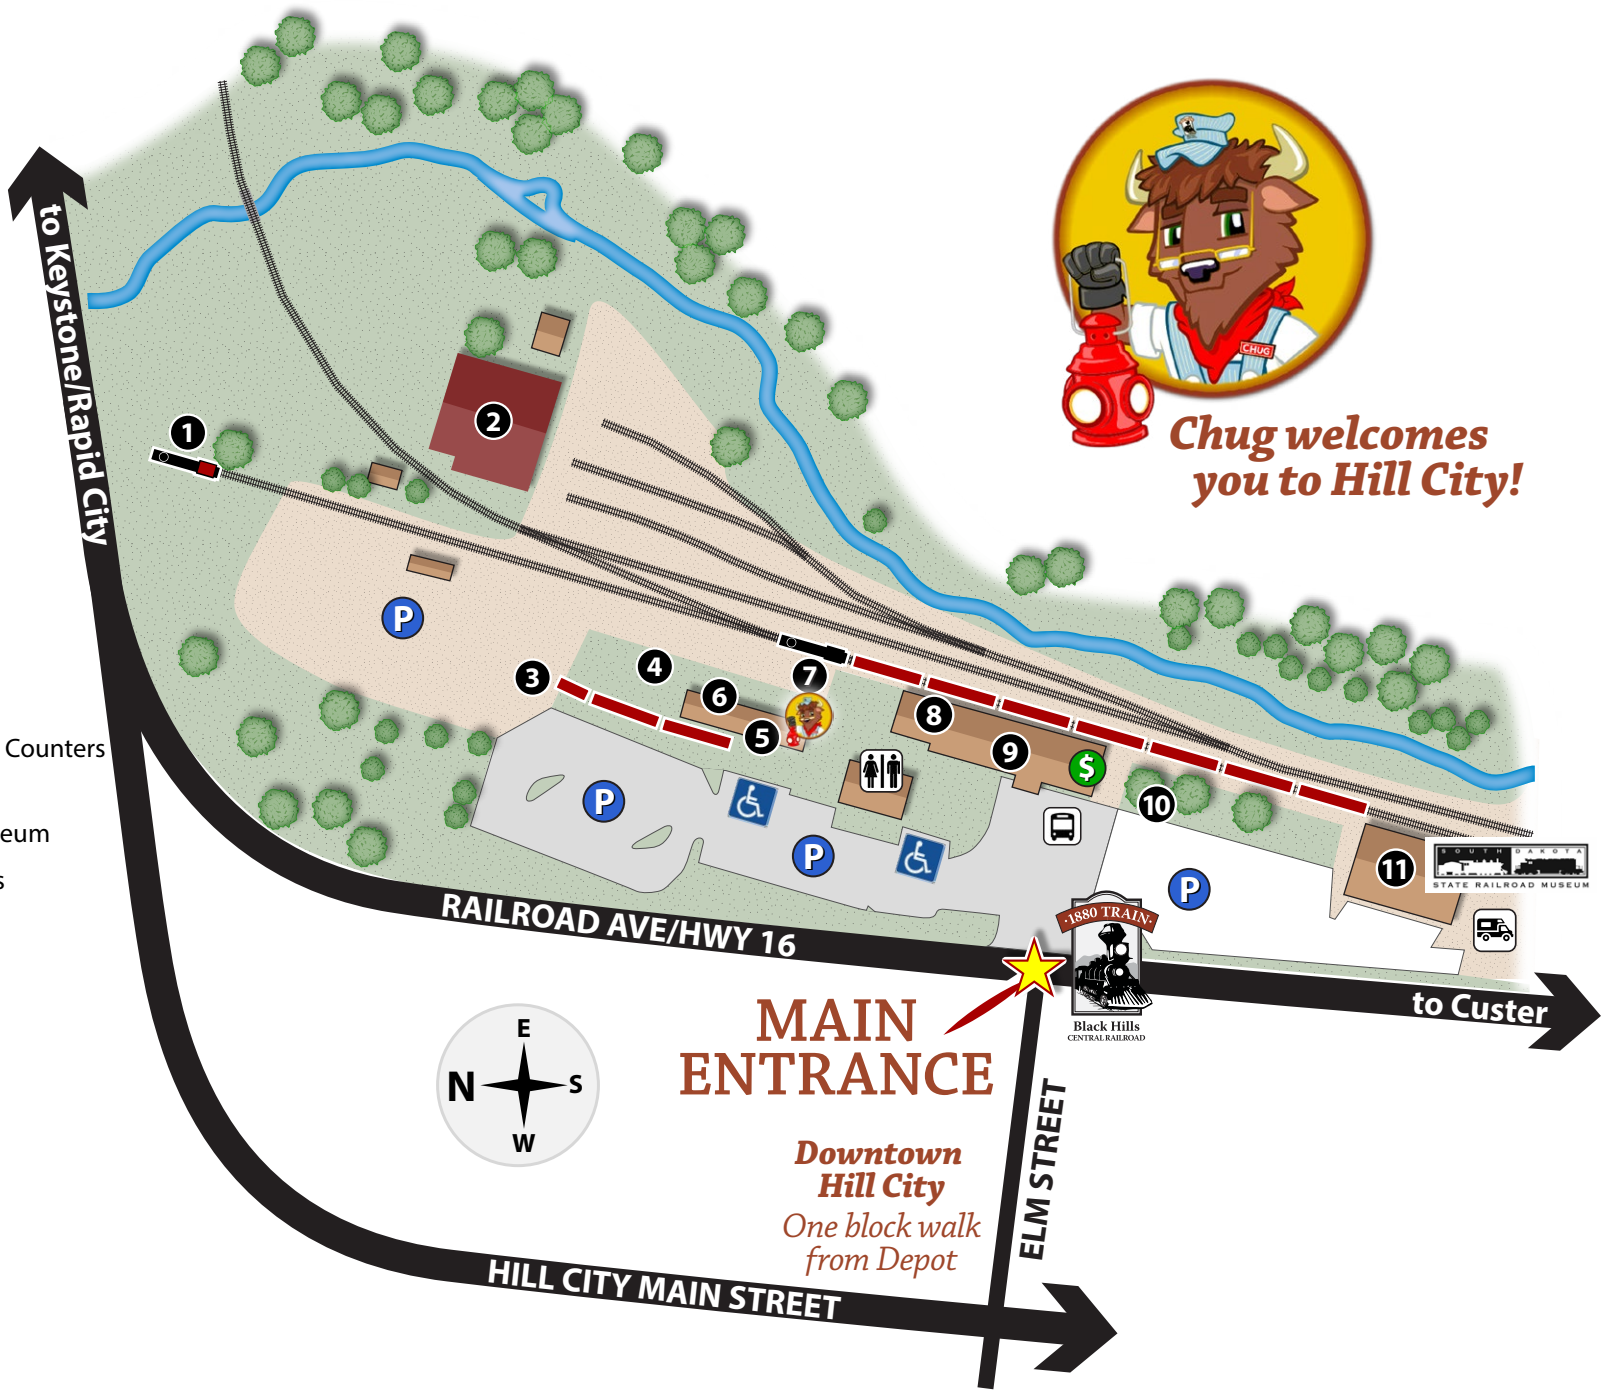 ·1880 TRAIN·
Black Hills
CENTRAL RAILROAD
CHUG
Chug welcomes
you to Hill City!
to Keystone/Rapid City
1
2
3
4
5
6
7
8
9
10
11
P
P
P
P
$
SOUTH DAKOTA
STATE RAILROAD MUSEUM
Counters
eum
s
RAILROAD AVE/HWY 16
to Custer
MAIN
ENTRANCE
E
N
S
W
Downtown
Hill City
One block walk
from Depot
ELM STREET
HILL CITY MAIN STREET